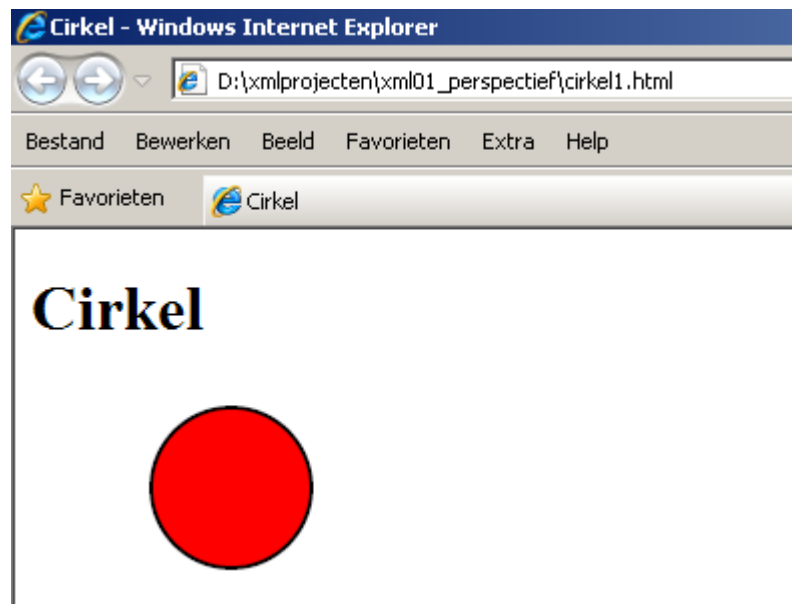 Cirkel - Windows Internet Explorer
D:\xmlprojecten\xml01_perspectief\cirkel1.html
Bestand Bewerken Beeld Favorieten Extra Help
Favorieten Cirkel
Cirkel